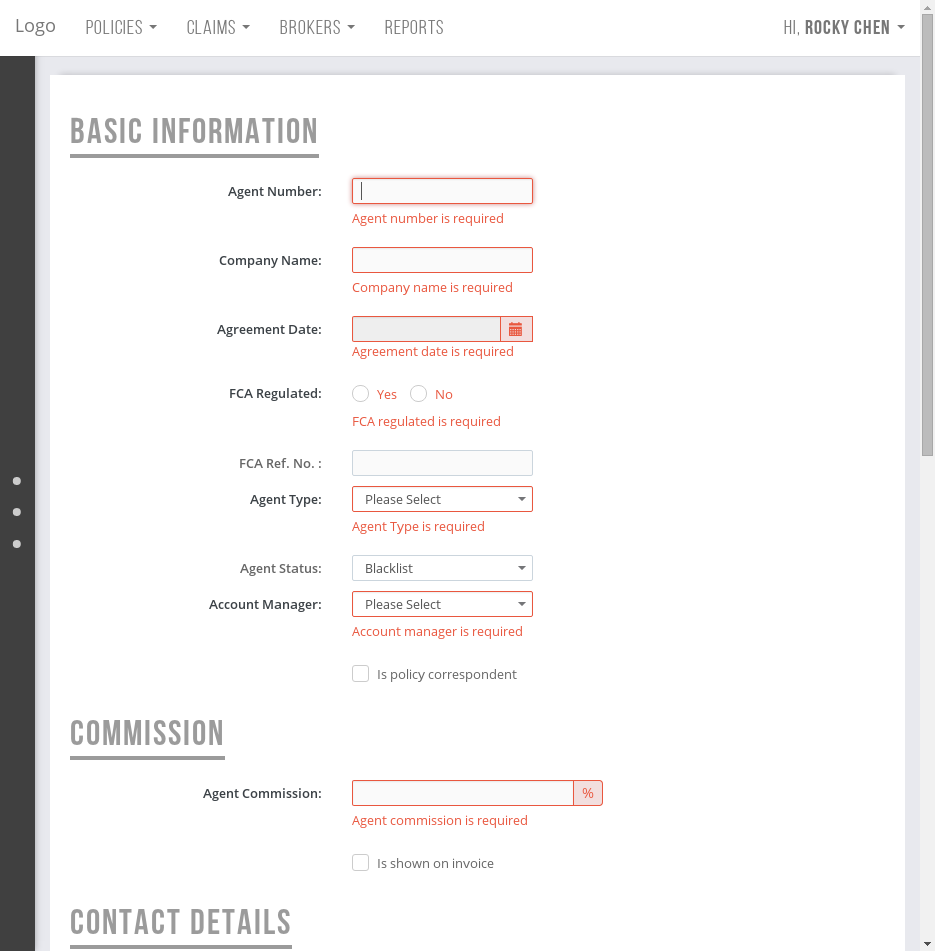 Logo POLICIES CLAIMS BROKERS REPORTS HI, ROCKY CHEN
BASIC INFORMATION
Agent Number:
Agent number is required
Company Name:
Company name is required
Agreement Date:
Agreement date is required
FCA Regulated: Yes No
FCA regulated is required
FCA Ref. No. :
Agent Type: Please Select
Agent Type is required
Agent Status: Blacklist
Account Manager: Please Select
Account manager is required
Is policy correspondent
COMMISSION
Agent Commission: %
Agent commission is required
Is shown on invoice
CONTACT DETAILS